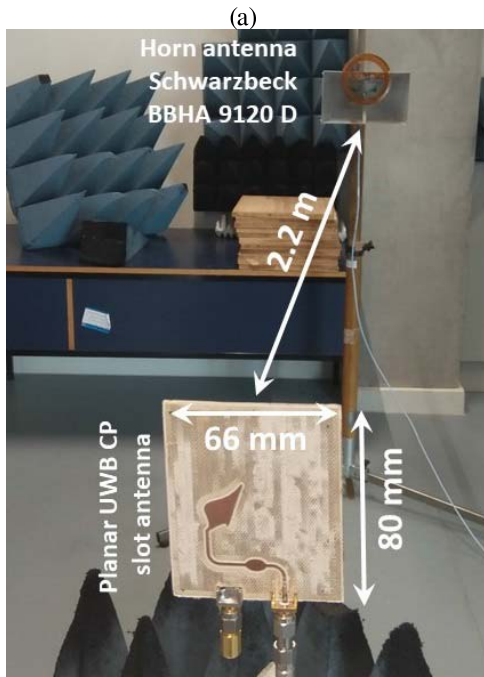 (a)
Horn antenna
Schwarzbeck
BBHA 9120 D
2.2 m
66 mm
80 mm
Planar UWB CP
slot antenna